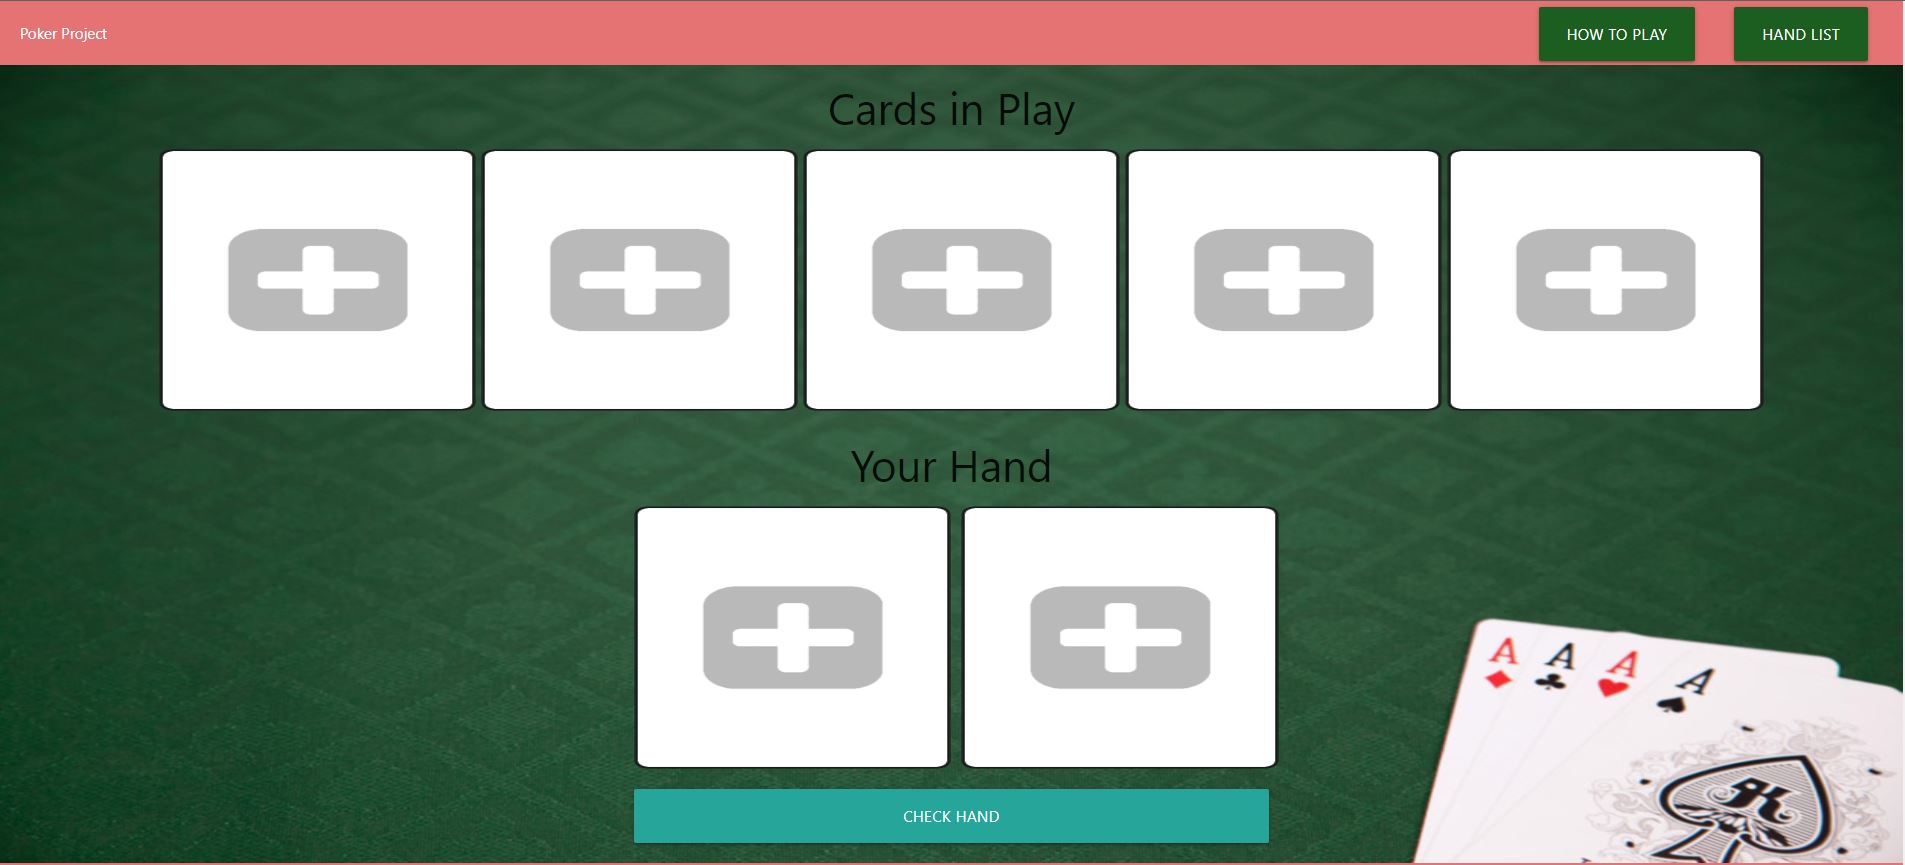 Poker Project
HOW TO PLAY
HAND LIST
Cards in Play
Your Hand
A A A A
CHECK HAND